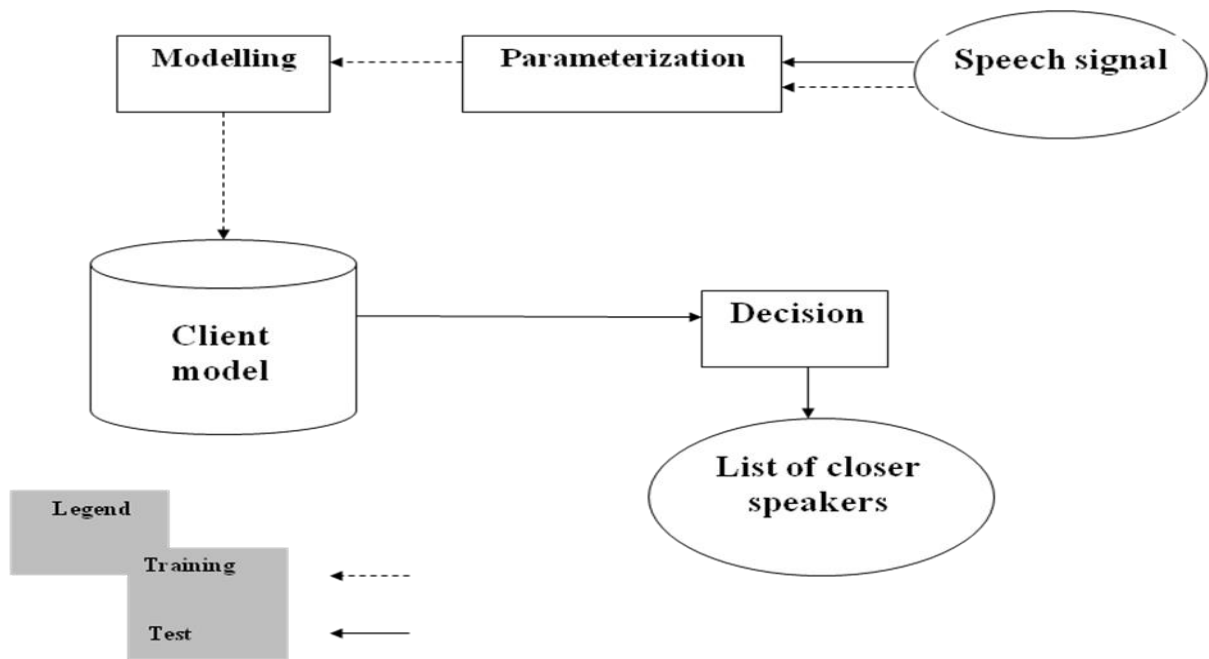 Modelling
Parameterization
Speech signal
Client
model
Decision
List of closer
speakers
Legend
Training
Test